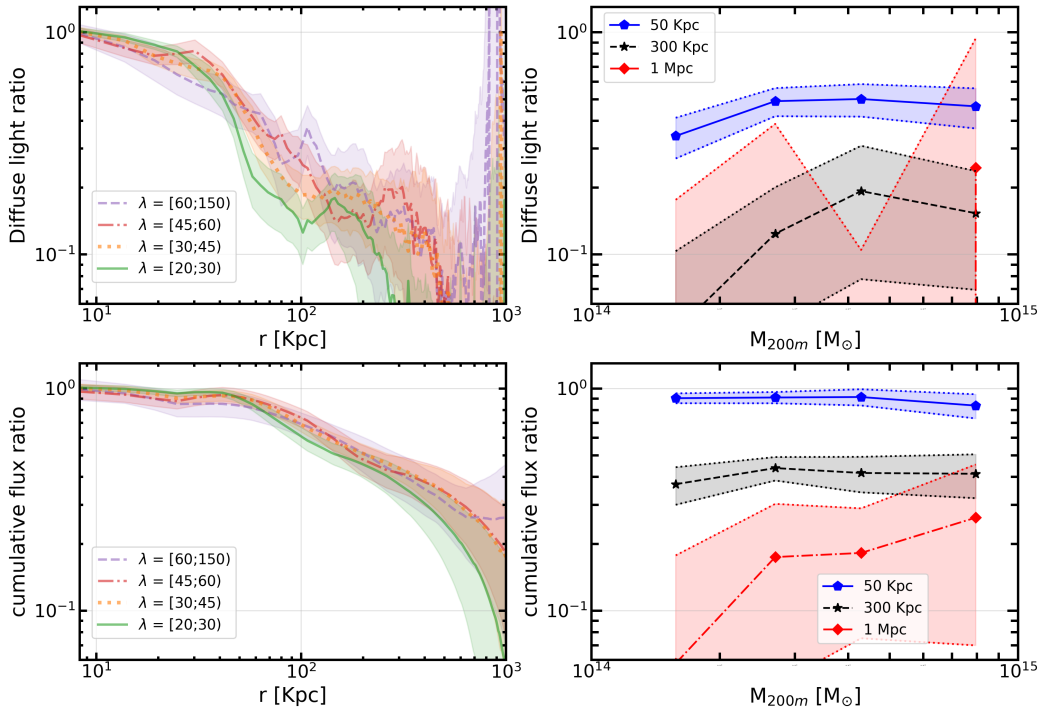 Diffuse light ratio
10⁰
10⁻¹
λ = [60;150)
λ = [45;60)
λ = [30;45)
λ = [20;30)
10¹
10²
10³
r [Kpc]
Diffuse light ratio
10⁰
10⁻¹
50 Kpc
300 Kpc
1 Mpc
10¹⁴
10¹⁵
M₂₀₀ₘ [M⊙]
cumulative flux ratio
10⁰
10⁻¹
λ = [60;150)
λ = [45;60)
λ = [30;45)
λ = [20;30)
10¹
10²
10³
r [Kpc]
cumulative flux ratio
10⁰
10⁻¹
50 Kpc
300 Kpc
1 Mpc
10¹⁴
10¹⁵
M₂₀₀ₘ [M⊙]